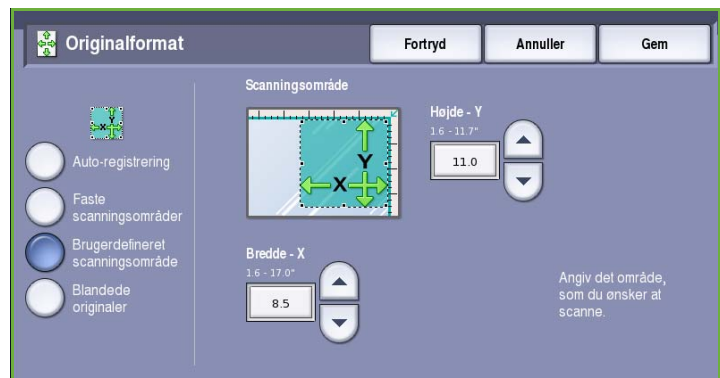 Originalformat
Fortryd
Annuller
Gem
Auto-registrering
Faste
scanningsområder
Brugerdefineret
scanningsområde
Blandede
originaler
Scanningsområde
Y
X
Højde - Y
1.6 - 11.7"
11.0
Bredde - X
1.6 - 17.0"
8.5
Angiv det område,
som du ønsker at
scanne.